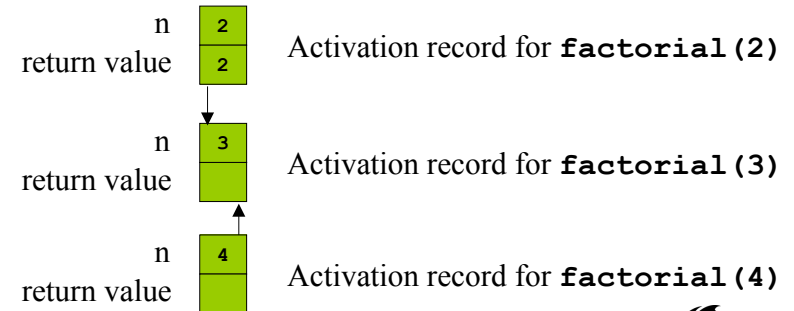 n 2
return value 2 Activation record for factorial(2)
n 3
return value Activation record for factorial(3)
n 4
return value Activation record for factorial(4)